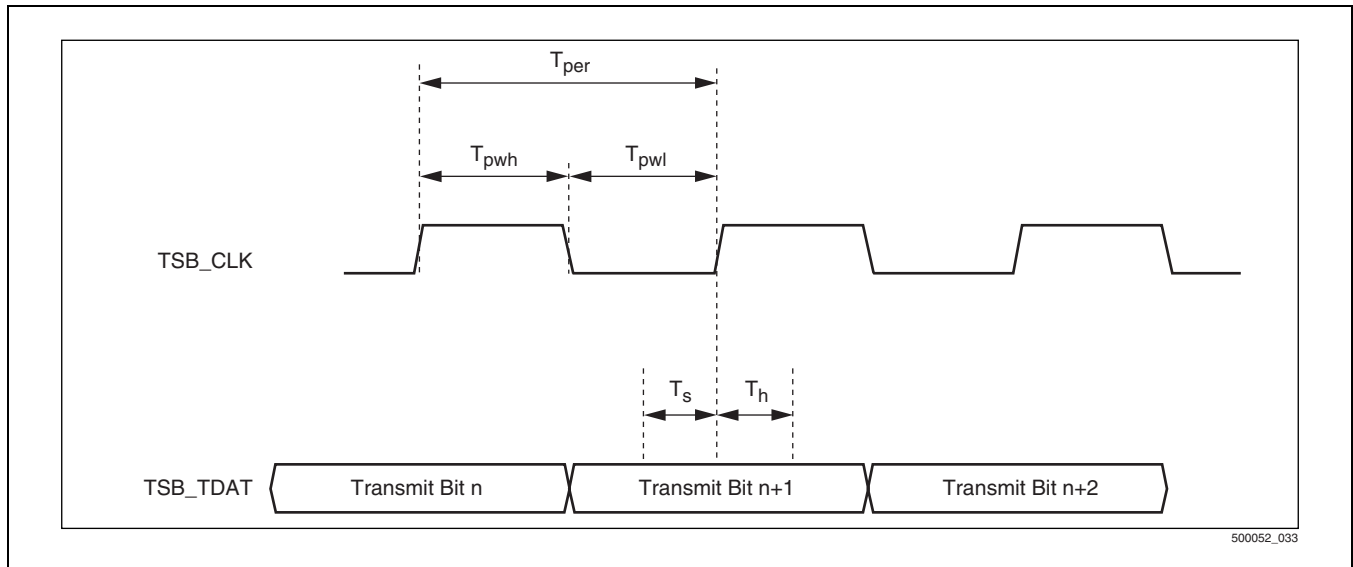 Tper
Tpwh
Tpwl
TSB_CLK
Ts
Th
TSB_TDAT
Transmit Bit n
Transmit Bit n+1
Transmit Bit n+2
500052_033